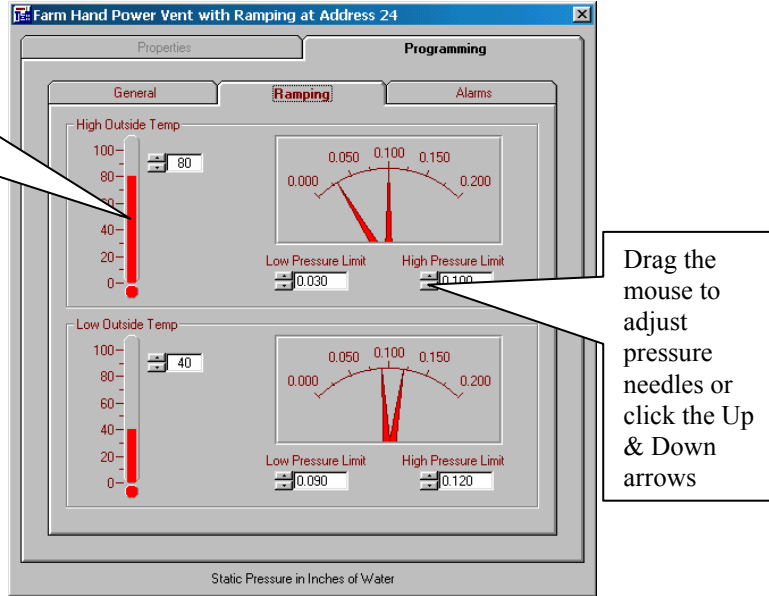 Farm Hand Power Vent with Ramping at Address 24
Properties
Programming
General
Ramping
Alarms
High Outside Temp
100
80
60
40
20
0
80
0.000
0.050
0.100
0.150
0.200
Low Pressure Limit
High Pressure Limit
0.030
0.100
Low Outside Temp
100
80
60
40
20
0
40
0.000
0.050
0.100
0.150
0.200
Low Pressure Limit
High Pressure Limit
0.090
0.120
Static Pressure in Inches of Water
Drag the
mouse to
adjust
pressure
needles or
click the Up
& Down
arrows